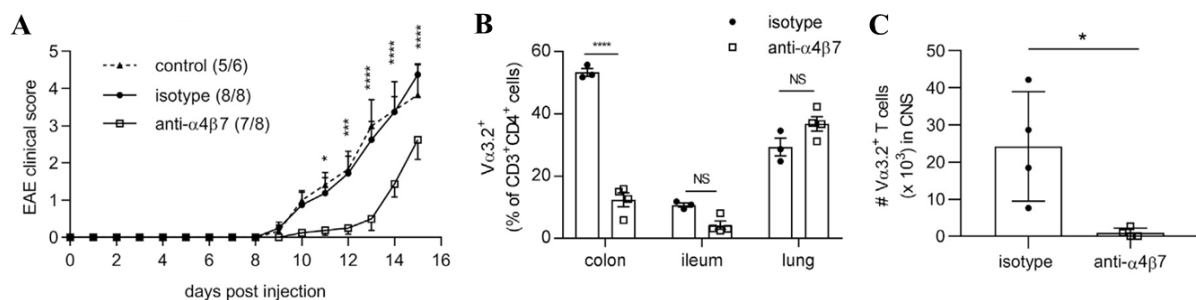 A
EAE clinical score
5
4
3
2
1
0
control (5/6)
isotype (8/8)
anti-α4β7 (7/8)
*
***
****
****
****
0 2 4 6 8 10 12 14 16
days post injection
B
Vα3.2⁺
(% of CD3⁺CD4⁺ cells)
60
40
20
0
isotype
anti-α4β7
****
NS
NS
colon ileum lung
C
# Vα3.2⁺ T cells
(x 10³) in CNS
50
40
30
20
10
0
*
isotype anti-α4β7